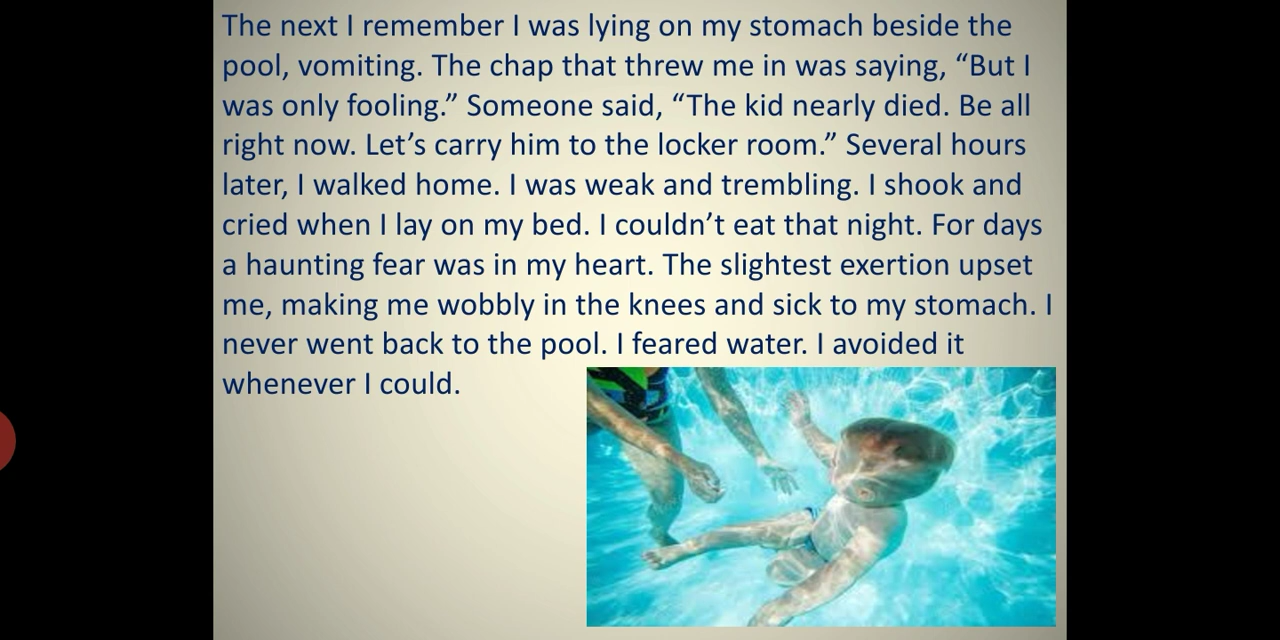 The next I remember I was lying on my stomach beside the
pool, vomiting. The chap that threw me in was saying, “But I
was only fooling.” Someone said, “The kid nearly died. Be all
right now. Let’s carry him to the locker room.” Several hours
later, I walked home. I was weak and trembling. I shook and
cried when I lay on my bed. I couldn’t eat that night. For days
a haunting fear was in my heart. The slightest exertion upset
me, making me wobbly in the knees and sick to my stomach. I
never went back to the pool. I feared water. I avoided it
whenever I could.